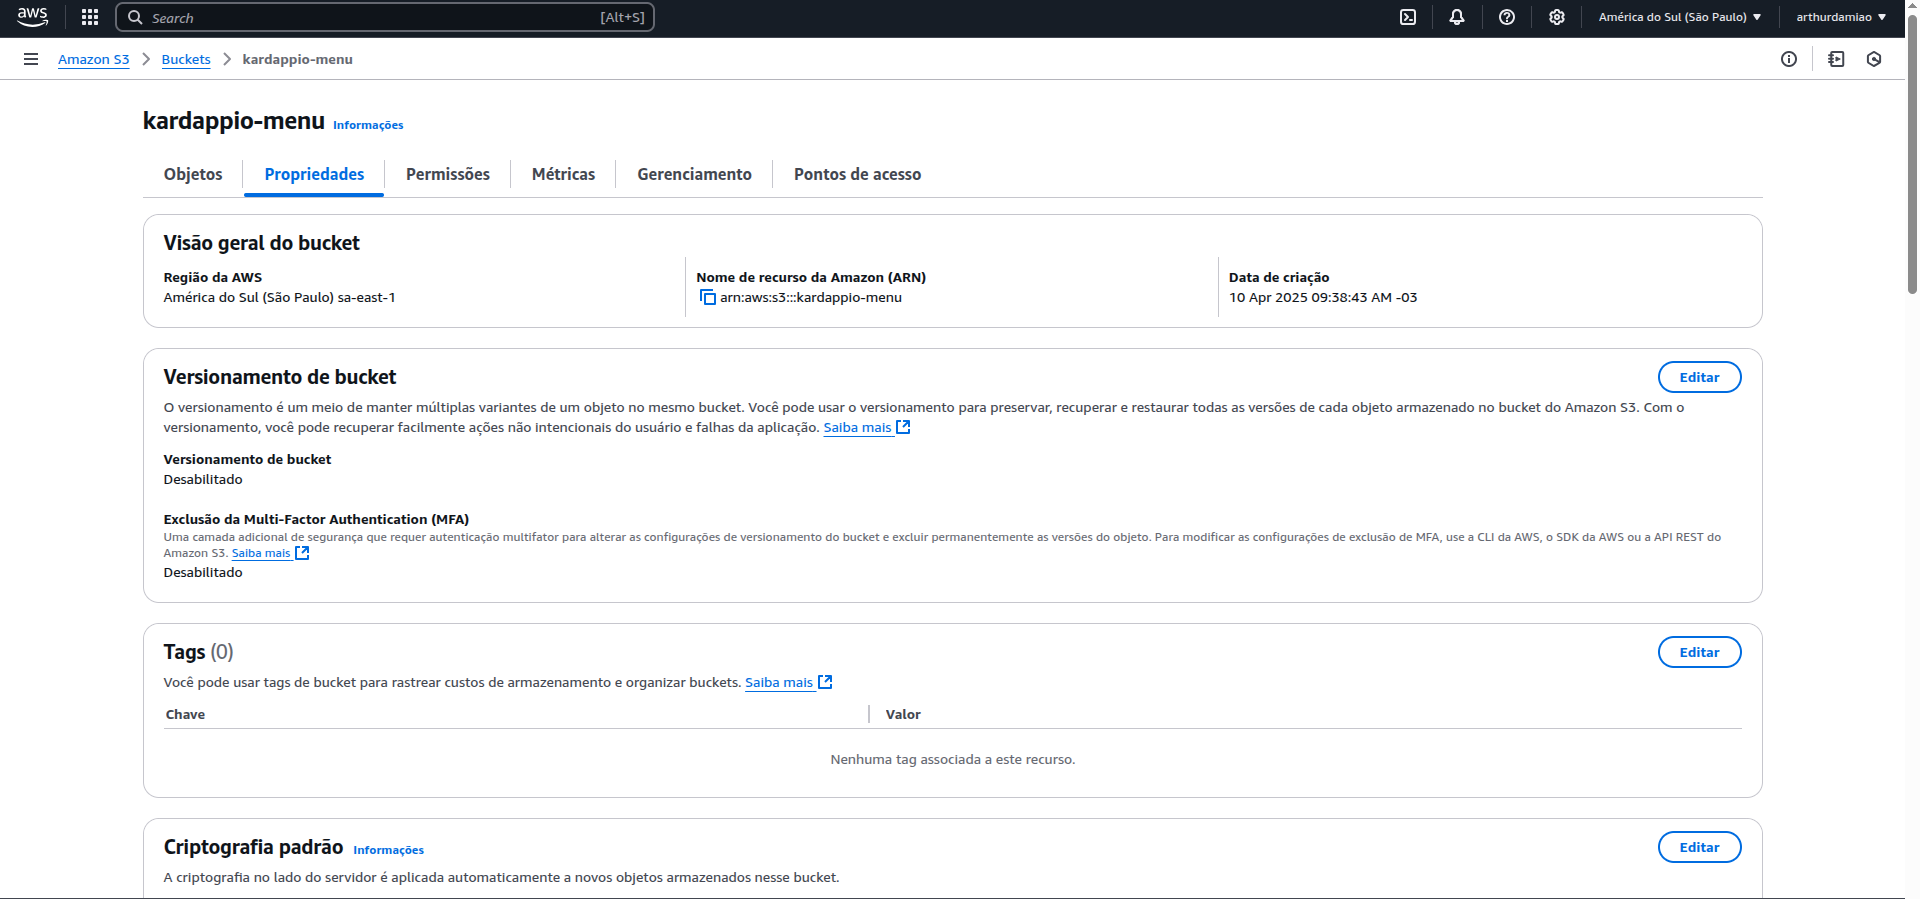 aws
Search
[Alt+S]
América do Sul (São Paulo)
arthurdamiao
Amazon S3
Buckets
kardappio-menu
kardappio-menu Informações
Objetos
Propriedades
Permissões
Métricas
Gerenciamento
Pontos de acesso
Visão geral do bucket
Região da AWS
América do Sul (São Paulo) sa-east-1
Nome de recurso da Amazon (ARN)
arn:aws:s3:::kardappio-menu
Data de criação
10 Apr 2025 09:38:43 AM -03
Versionamento de bucket
Editar
O versionamento é um meio de manter múltiplas variantes de um objeto no mesmo bucket. Você pode usar o versionamento para preservar, recuperar e restaurar todas as versões de cada objeto armazenado no bucket do Amazon S3. Com o
versionamento, você pode recuperar facilmente ações não intencionais do usuário e falhas da aplicação. Saiba mais
Versionamento de bucket
Desabilitado
Exclusão da Multi-Factor Authentication (MFA)
Uma camada adicional de segurança que requer autenticação multifator para alterar as configurações de versionamento do bucket e excluir permanentemente as versões do objeto. Para modificar as configurações de exclusão de MFA, use a CLI da AWS, o SDK da AWS ou a API REST do
Amazon S3. Saiba mais
Desabilitado
Tags (0)
Editar
Você pode usar tags de bucket para rastrear custos de armazenamento e organizar buckets. Saiba mais
Chave
Valor
Nenhuma tag associada a este recurso.
Criptografia padrão Informações
Editar
A criptografia no lado do servidor é aplicada automaticamente a novos objetos armazenados nesse bucket.